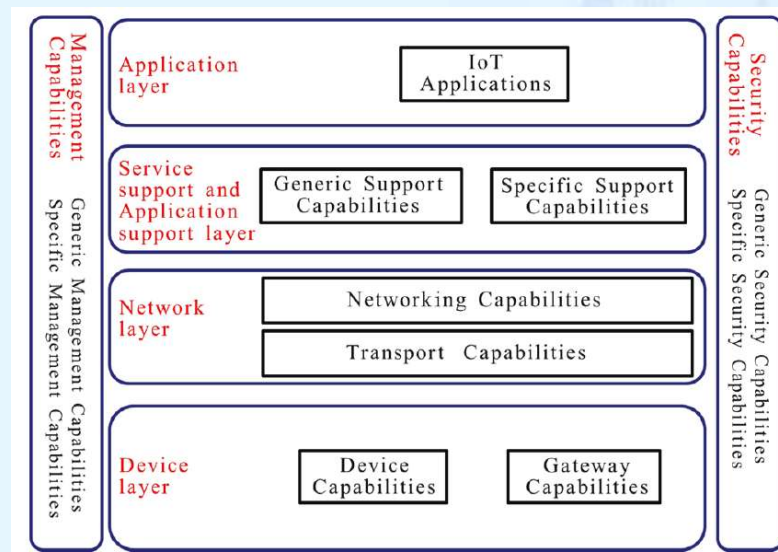 Management
Capabilities
Generic Management Capabilities
Specific Management Capabilities
Application
layer
IoT
Applications
Service
support and
Application
support layer
Generic Support
Capabilities
Specific Support
Capabilities
Network
layer
Networking Capabilities
Transport Capabilities
Device
layer
Device
Capabilities
Gateway
Capabilities
Security
Capabilities
Generic Security Capabilities
Specific Security Capabilities